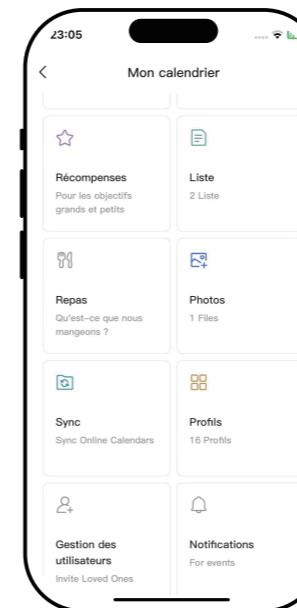 23:05
Mon calendrier
Récompenses
Pour les objectifs
grands et petits
Liste
2 Liste
Repas
Qu'est-ce que nous
mangeons ?
Photos
1 Files
Sync
Sync Online Calendars
Profils
16 Profils
Gestion des
utilisateurs
Invite Loved Ones
Notifications
For events